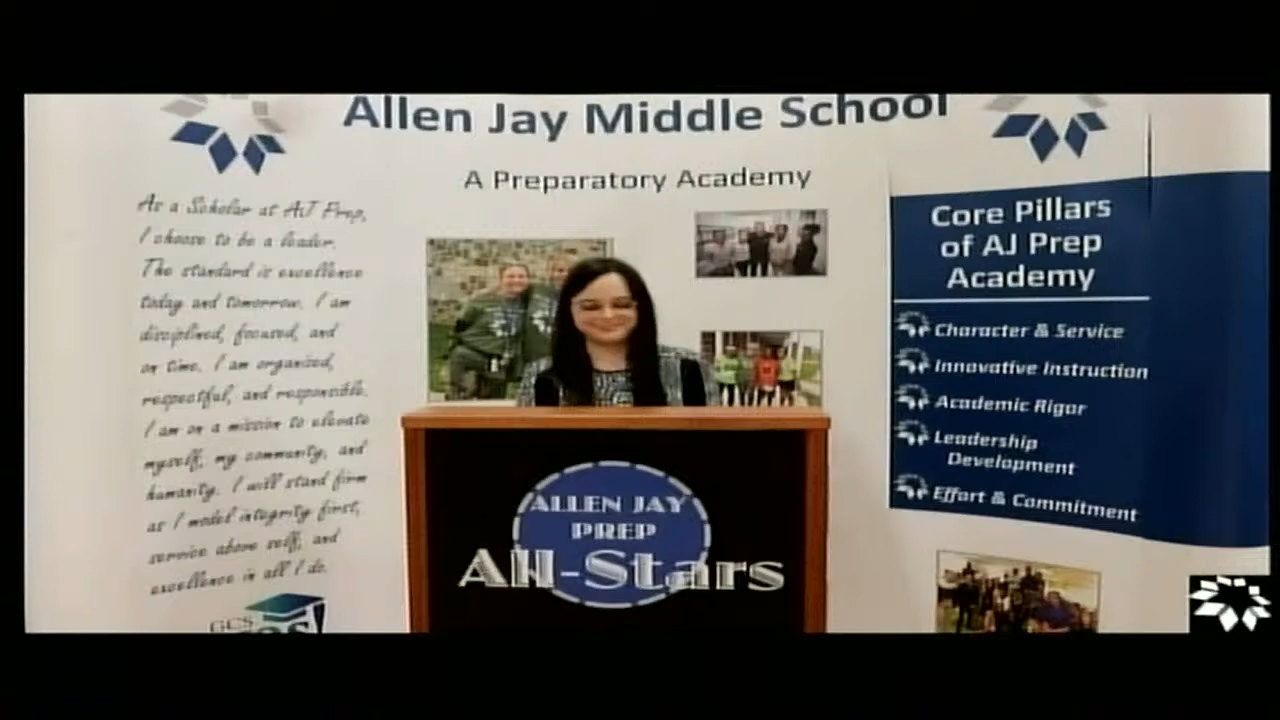 Allen Jay Middle School
A Preparatory Academy
As a Scholar at AJ Prep,
I choose to be a leader.
The standard is excellence
today and tomorrow. I am
disciplined, focused, and
on time. I am organized,
respectful, and responsible.
I am on a mission to elevate
myself, my community, and
humanity. I will stand firm
as I model integrity first,
service above self, and
excellence in all I do.
GCS
Core Pillars
of AJ Prep
Academy
Character & Service
Innovative Instruction
Academic Rigor
Leadership
Development
Effort & Commitment
ALLEN JAY
PREP
All-Stars